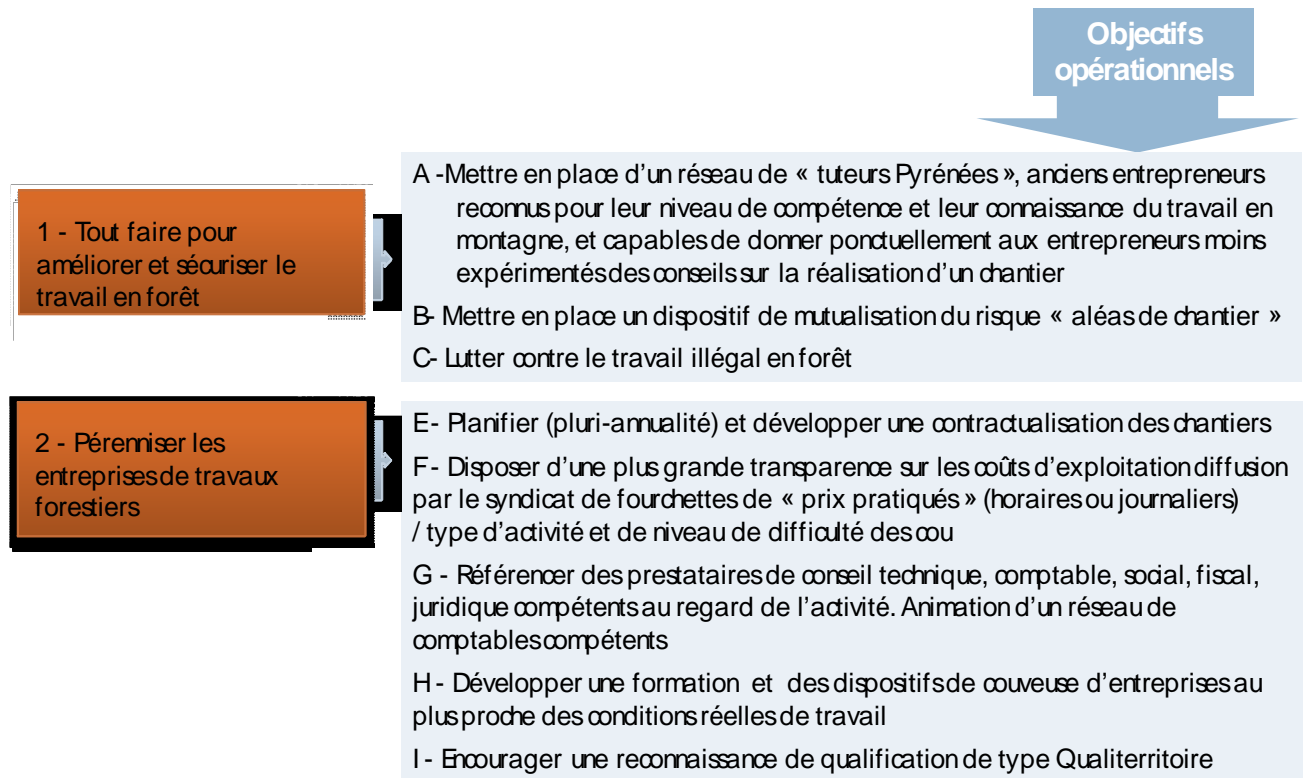 Objectifs
opérationnels
1 - Tout faire pour
améliorer et sécuriser le
travail en forêt
A -Mettre en place d'un réseau de « tuteurs Pyrénées », anciens entrepreneurs
reconnus pour leur niveau de compétence et leur connaissance du travail en
montagne, et capables de donner ponctuellement aux entrepreneurs moins
expérimentés des conseils sur la réalisation d'un chantier
B- Mettre en place un dispositif de mutualisation du risque « aléas de chantier »
C- Lutter contre le travail illégal en forêt
2 - Pérenniser les
entreprises de travaux
forestiers
E- Planifier (pluri-annualité) et développer une contractualisation des chantiers
F - Disposer d'une plus grande transparence sur les coûts d'exploitation diffusion
par le syndicat de fourchettes de « prix pratiqués » (horaires ou journaliers)
/ type d'activité et de niveau de difficulté des cou
G - Référencer des prestataires de conseil technique, comptable, social, fiscal,
juridique compétents au regard de l'activité. Animation d'un réseau de
comptables compétents
H - Développer une formation et des dispositifs de couveuse d'entreprises au
plus proche des conditions réelles de travail
I - Encourager une reconnaissance de qualification de type Qualiterritoire